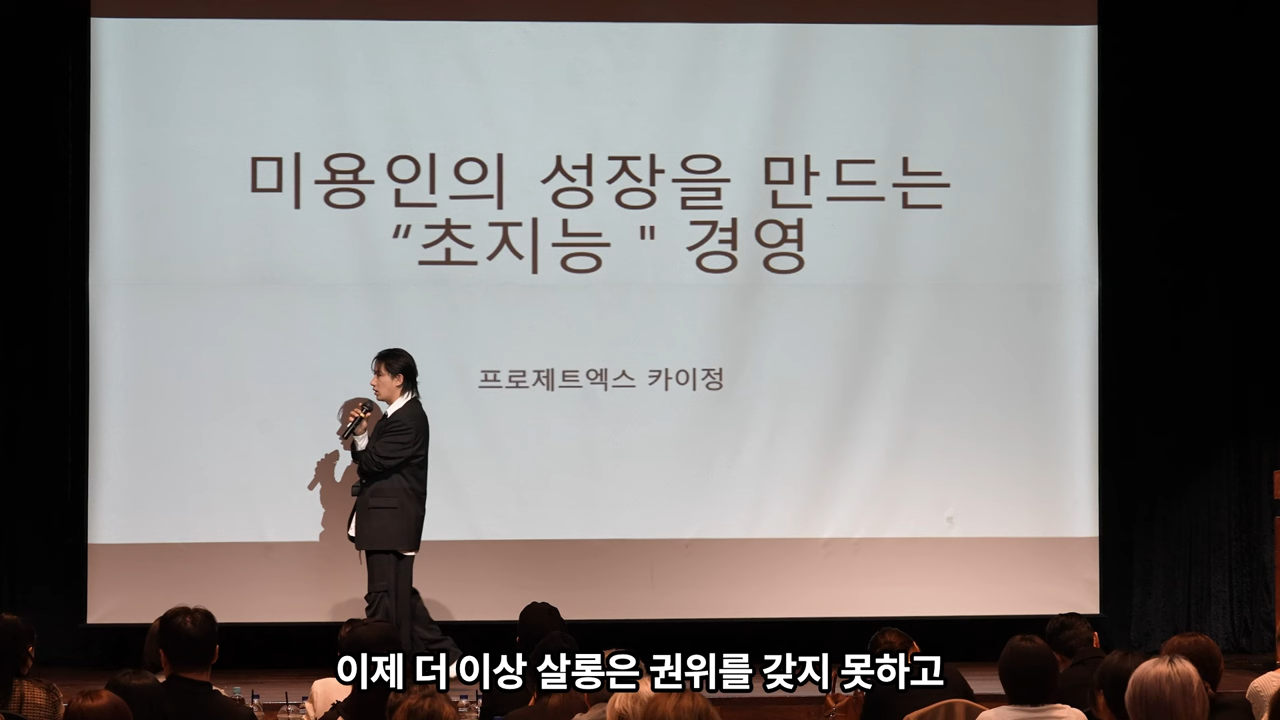 미용인의 성장을 만드는
“초지능 " 경영
프로제트엑스 카이정
이제 더 이상 살롱은 권위를 갖지 못하고